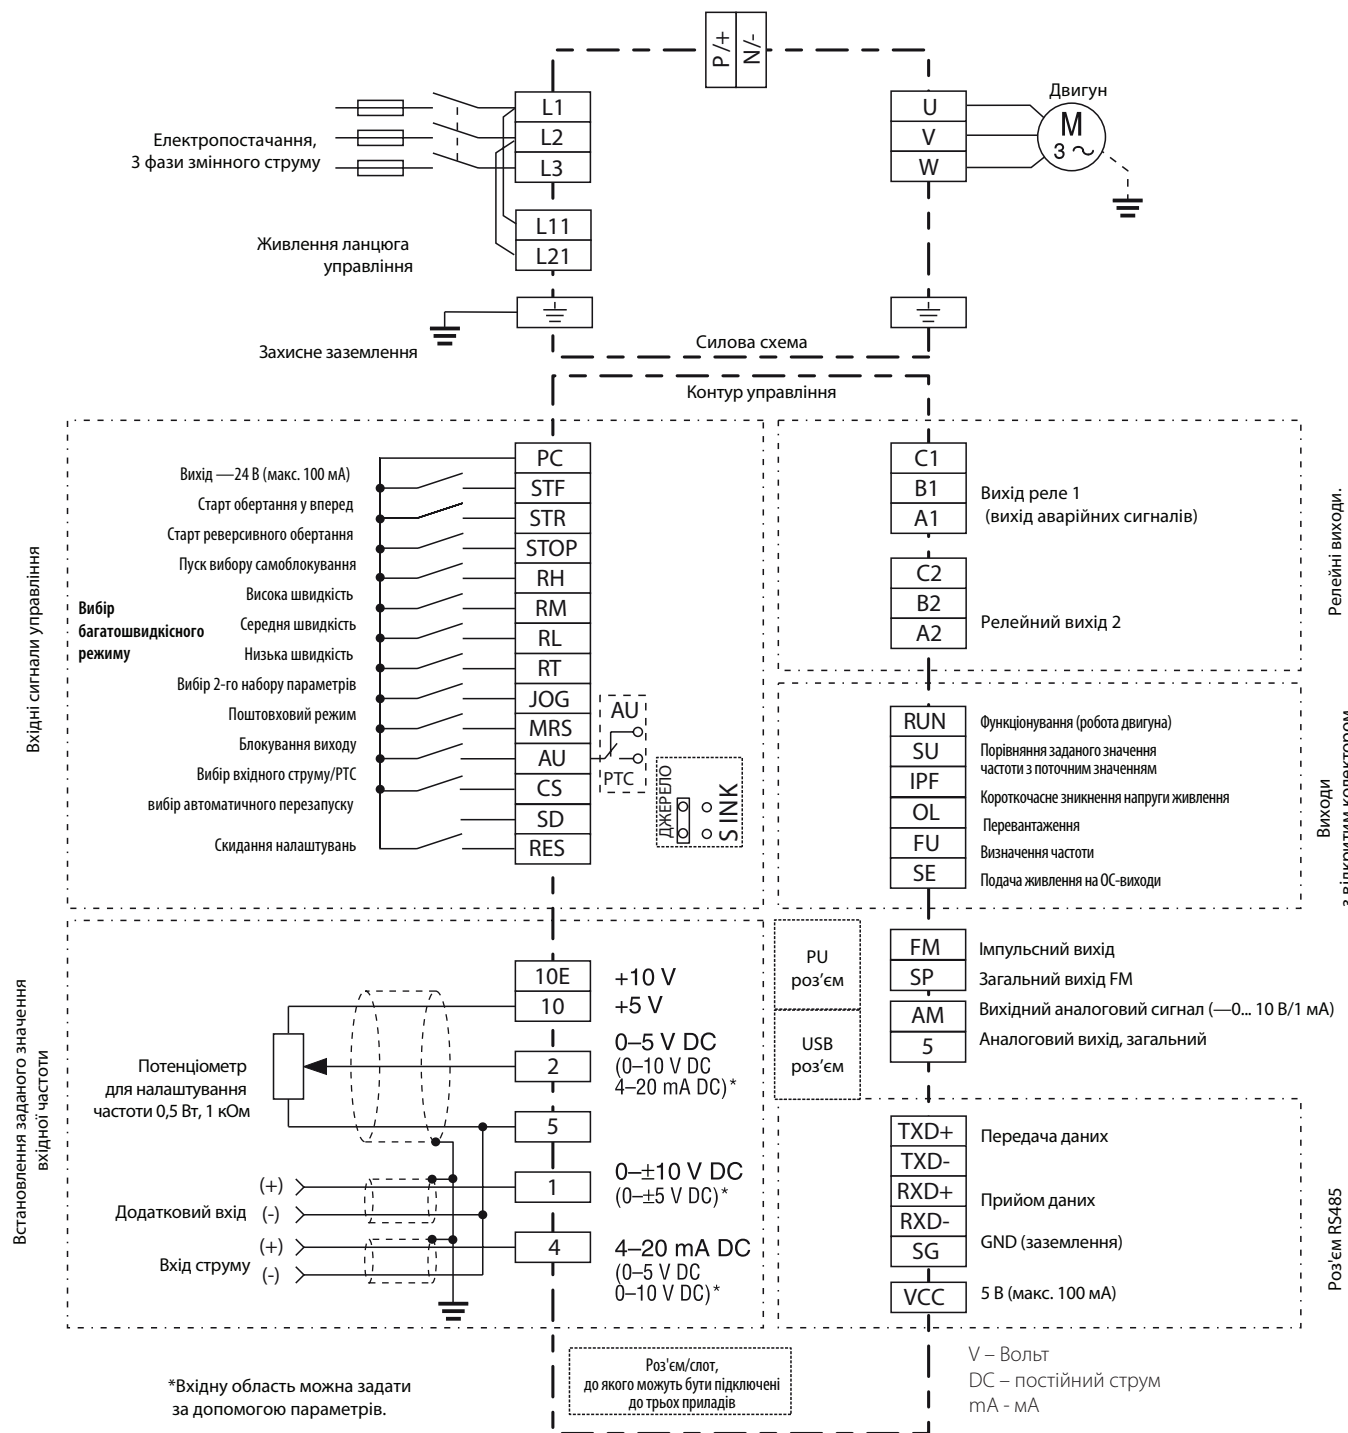 P /+
N/-
Двигун
L1
L2
L3
U
V
W
M
3 ~
Електропостачання,
3 фази змінного струму
L11
L21
Живлення ланцюга
управління
Захисне заземлення
Силова схема
Контур управління
Вхідні сигнали управління
Вибір
багатошвидкісного
режиму
Вихід —24 В (макс. 100 мА)
Старт обертання у вперед
Старт реверсивного обертання
Пуск вибору самоблокування
Висока швидкість
Середня швидкість
Низька швидкість
Вибір 2-го набору параметрів
Поштовховий режим
Блокування виходу
Вибір вхідного струму/PTC
вибір автоматичного перезапуску
Скидання налаштувань
PC
STF
STR
STOP
RH
RM
RL
RT
JOG
MRS
AU
CS
SD
RES
AU
PTC
ДЖЕРЕЛО
SINK
C1
B1
A1
Вихід реле 1
(вихід аварійних сигналів)
C2
B2
A2
Релейний вихід 2
Релейні виходи.
RUN
SU
IPF
OL
FU
SE
Функціонування (робота двигуна)
Порівняння заданого значення
частоти з поточним значенням
Короткочасне зникнення напруги живлення
Перевантаження
Визначення частоти
Подача живлення на ОС-виходи
Виходи
з відкритим колектором
Встановлення заданого значення
вхідної частоти
10E
+10 V
10
+5 V
2
0–5 V DC
(0–10 V DC
4–20 mA DC)*
5
1
0–±10 V DC
(0–±5 V DC)*
4
4–20 mA DC
(0–5 V DC
0–10 V DC)*
Потенціометр
для налаштування
частоти 0,5 Вт, 1 кОм
(+)
Додатковий вхід
(-)
(+)
Вхід струму
(-)
PU
роз’єм
USB
роз’єм
FM
Імпульсний вихід
SP
Загальний вихід FM
AM
Вихідний аналоговий сигнал (—0... 10 В/1 мА)
5
Аналоговий вихід, загальний
TXD+
Передача даних
TXD-
RXD+
Прийом даних
RXD-
SG
GND (заземлення)
VCC
5 В (макс. 100 мА)
Роз'єм RS485
*Вхідну область можна задати
за допомогою параметрів.
Роз'єм/слот,
до якого можуть бути підключені
до трьох приладів
V – Вольт
DC – постійний струм
mA - мА